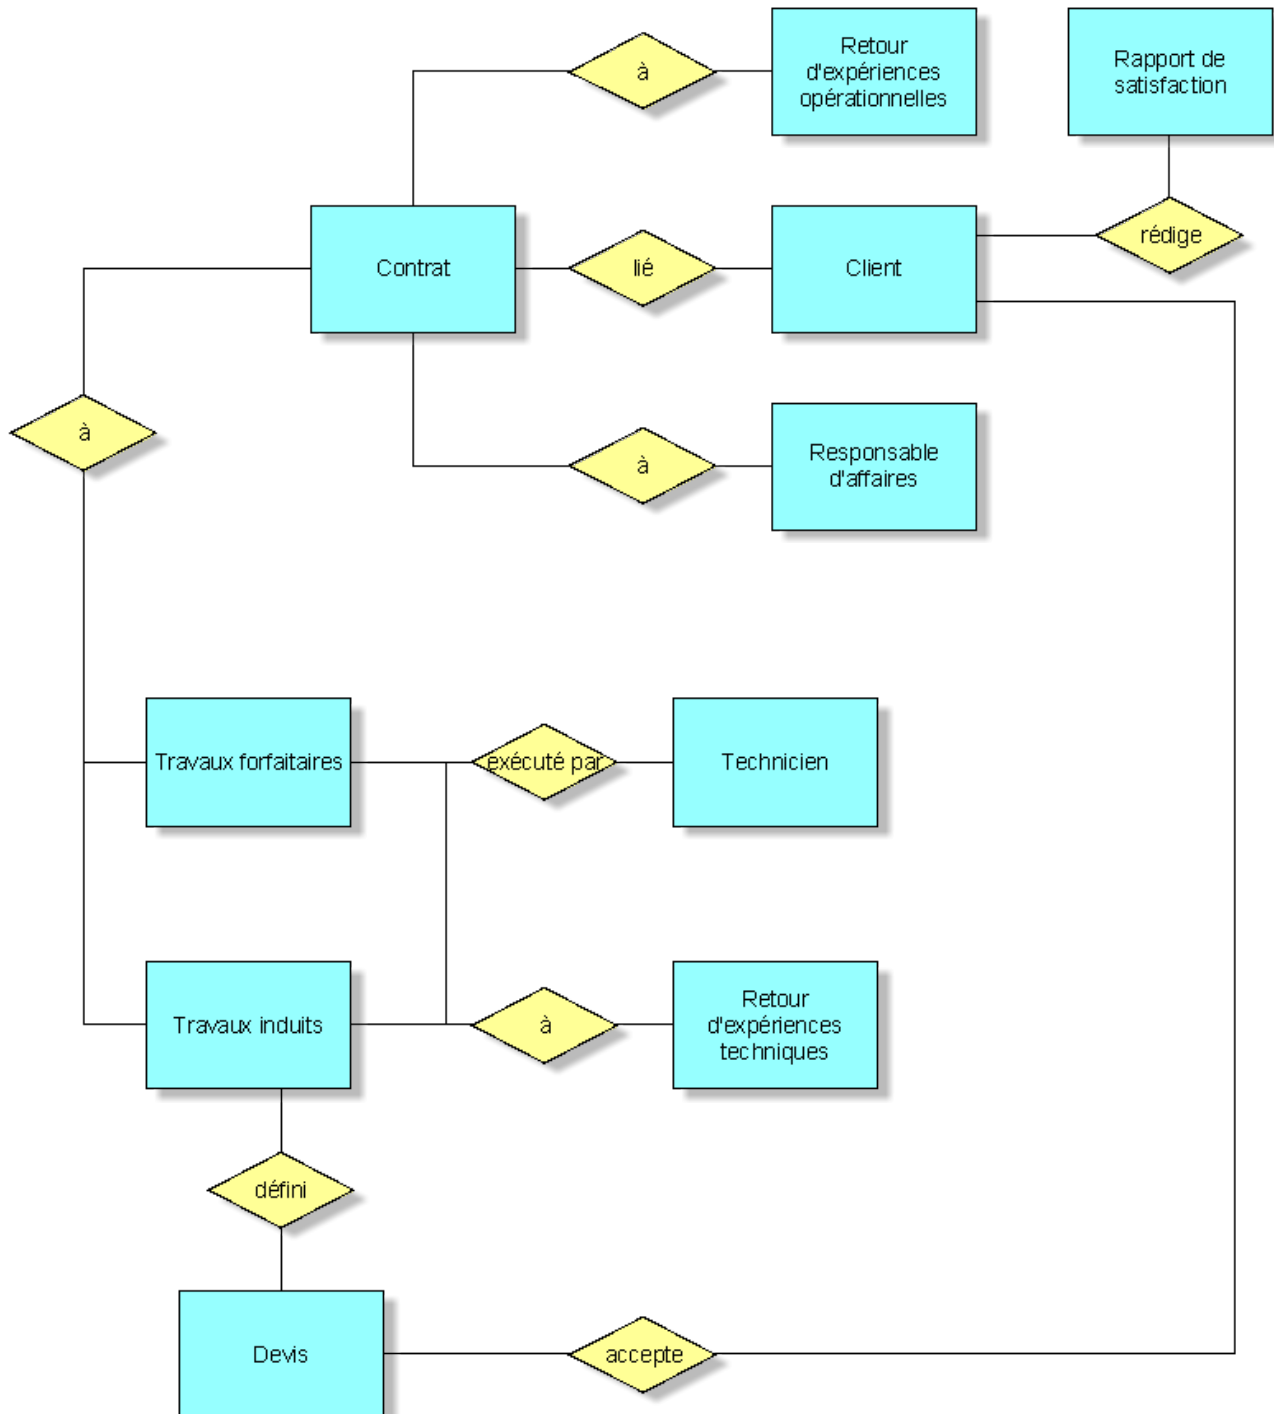 à
Retour
d'expériences
opérationnelles
Rapport de
satisfaction
Contrat
lié
Client
rédige
à
à
Responsable
d'affaires
Travaux forfaitaires
exécuté par
Technicien
Travaux induits
à
Retour
d'expériences
techniques
défini
Devis
accepte